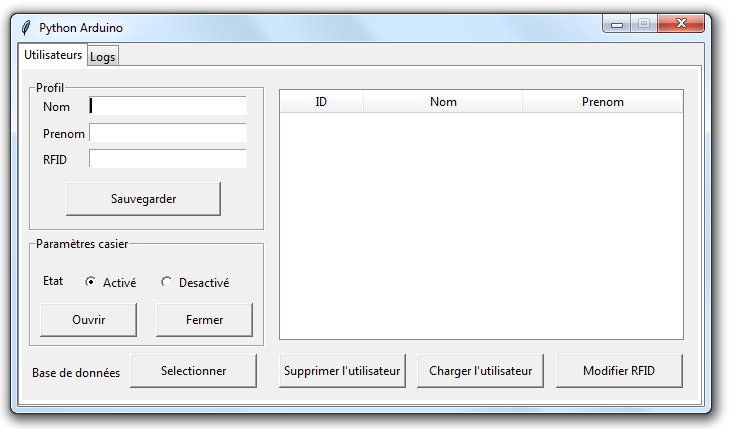 Python Arduino
Utilisateurs Logs
Profil
Nom
Prenom
RFID
Sauvegarder
ID Nom Prenom
Paramètres casier
Etat Activé Desactivé
Ouvrir Fermer
Base de données Selectionner
Supprimer l'utilisateur Charger l'utilisateur Modifier RFID